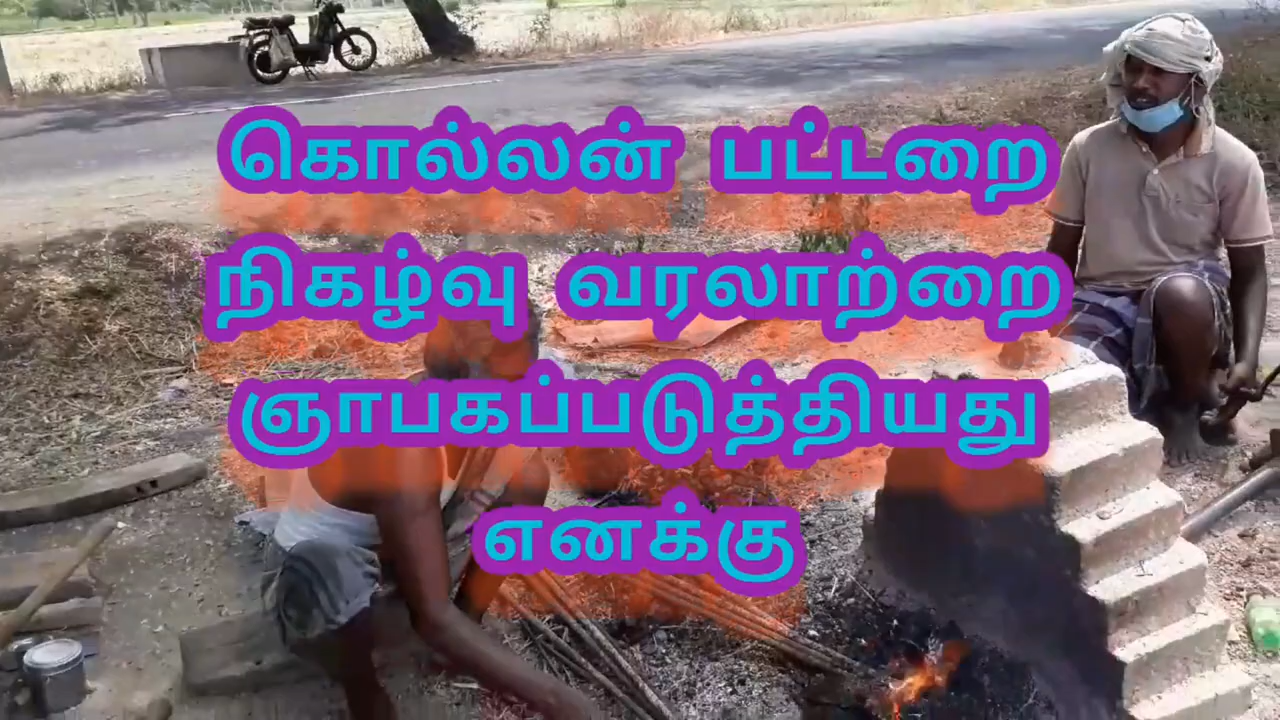 கொல்லன் பட்டறை
நிகழ்வு வரலாற்றை
ஞாபகப்படுத்தியது
எனக்கு